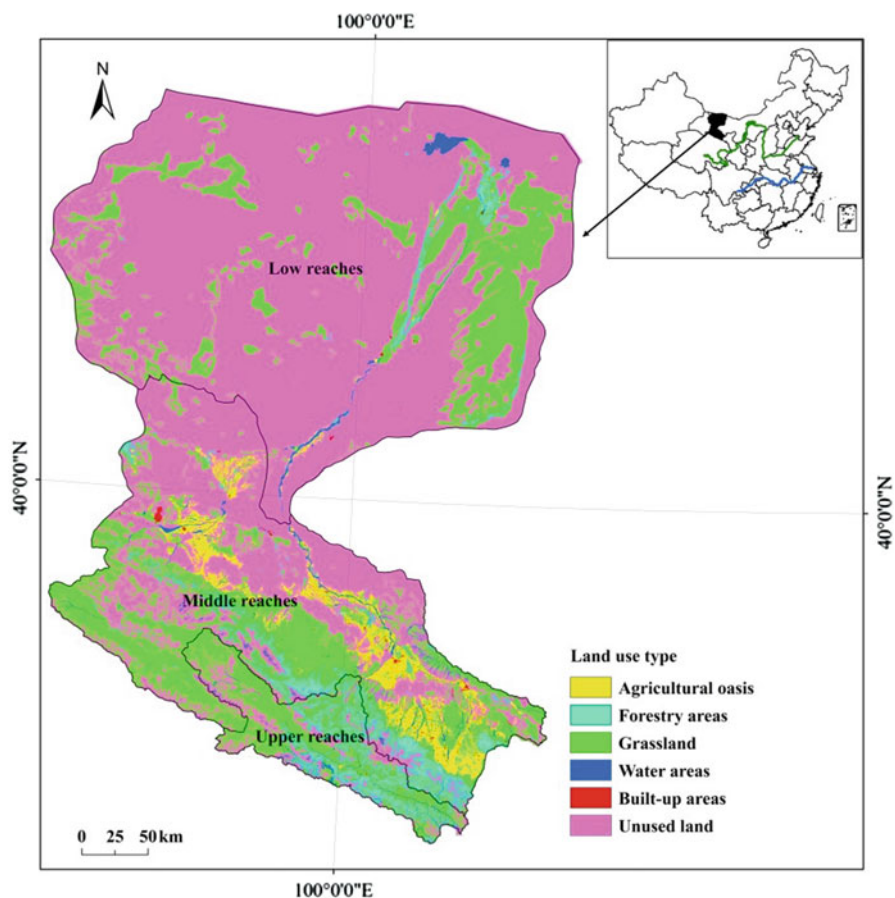 100°0'0"E
N
Low reaches
40°0'0"N
40°0'0"N
Middle reaches
Upper reaches
Land use type
Agricultural oasis
Forestry areas
Grassland
Water areas
Built-up areas
Unused land
0 25 50 km
100°0'0"E